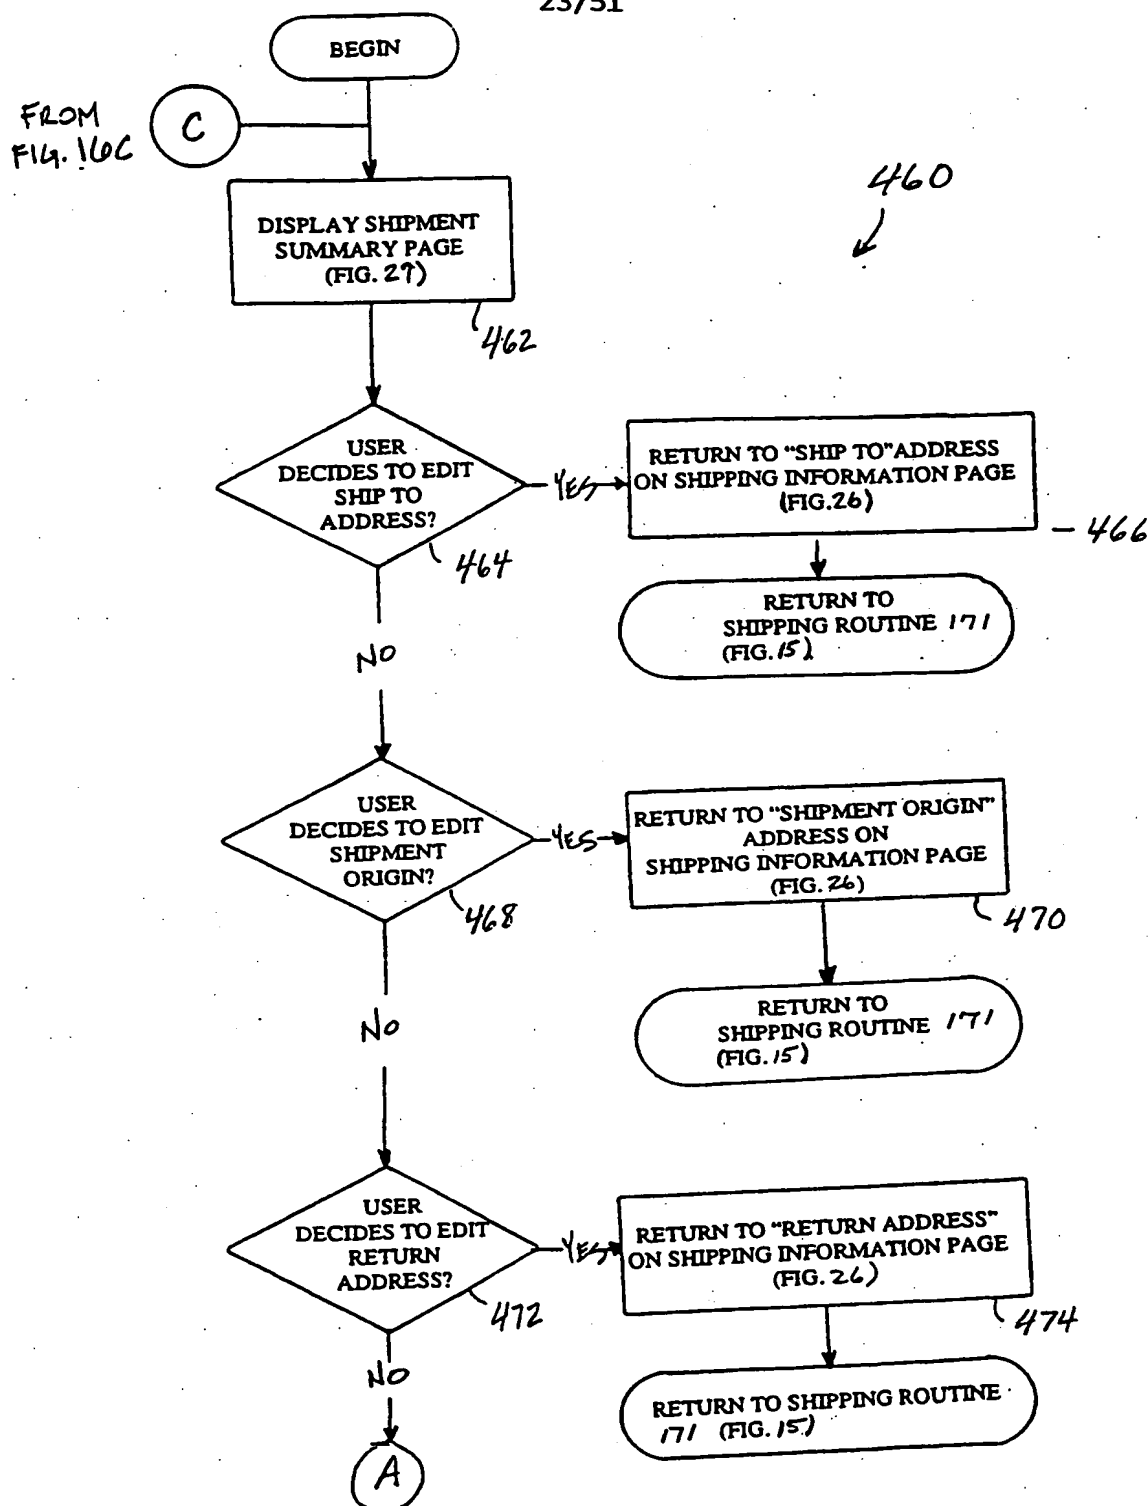 23/51
BEGIN
FROM
FIG. 16C
C
460
DISPLAY SHIPMENT
SUMMARY PAGE
(FIG. 27)
462
USER
DECIDES TO EDIT
SHIP TO
ADDRESS?
464
YES
RETURN TO "SHIP TO" ADDRESS
ON SHIPPING INFORMATION PAGE
(FIG. 26)
466
RETURN TO
SHIPPING ROUTINE 171
(FIG. 15)
NO
USER
DECIDES TO EDIT
SHIPMENT
ORIGIN?
468
YES
RETURN TO "SHIPMENT ORIGIN"
ADDRESS ON
SHIPPING INFORMATION PAGE
(FIG. 26)
470
RETURN TO
SHIPPING ROUTINE 171
(FIG. 15)
NO
USER
DECIDES TO EDIT
RETURN
ADDRESS?
472
YES
RETURN TO "RETURN ADDRESS"
ON SHIPPING INFORMATION PAGE
(FIG. 26)
474
RETURN TO SHIPPING ROUTINE
171 (FIG. 15)
NO
A